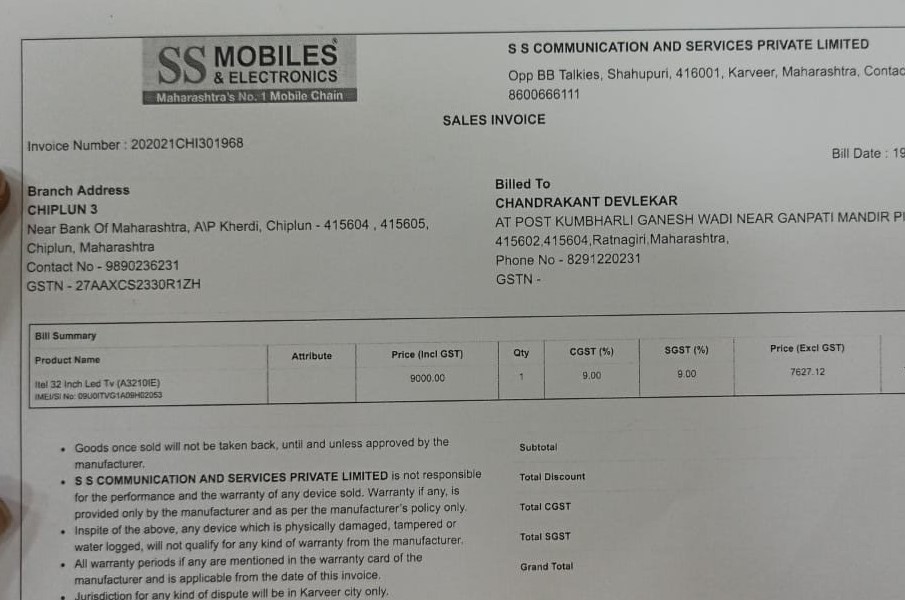 SS MOBILES
& ELECTRONICS
Maharashtra's No. 1 Mobile Chain
S S COMMUNICATION AND SERVICES PRIVATE LIMITED
Opp BB Talkies, Shahupuri, 416001, Karveer, Maharashtra, Contac
8600666111
SALES INVOICE
Invoice Number : 202021CHI301968
Bill Date : 19
Branch Address
CHIPLUN 3
Near Bank Of Maharashtra, A\P Kherdi, Chiplun - 415604 , 415605,
Chiplun, Maharashtra
Contact No - 9890236231
GSTN - 27AAXCS2330R1ZH
Billed To
CHANDRAKANT DEVLEKAR
AT POST KUMBHARLI GANESH WADI NEAR GANPATI MANDIR PI
415602,415604,Ratnagiri,Maharashtra,
Phone No - 8291220231
GSTN -
Bill Summary
Product Name Attribute Price (Incl GST) Qty CGST (%) SGST (%) Price (Excl GST)
Itel 32 Inch Led Tv (A3210IE) 9000.00 1 9.00 9.00 7627.12
IMEI/SI No: 09U0ITVG1A09H02053
• Goods once sold will not be taken back, until and unless approved by the
manufacturer.
• S S COMMUNICATION AND SERVICES PRIVATE LIMITED is not responsible
for the performance and the warranty of any device sold. Warranty if any, is
provided only by the manufacturer and as per the manufacturer's policy only.
• Inspite of the above, any device which is physically damaged, tampered or
water logged, will not qualify for any kind of warranty from the manufacturer.
• All warranty periods if any are mentioned in the warranty card of the
manufacturer and is applicable from the date of this invoice.
• Jurisdiction for any kind of dispute will be in Karveer city only.
Subtotal
Total Discount
Total CGST
Total SGST
Grand Total